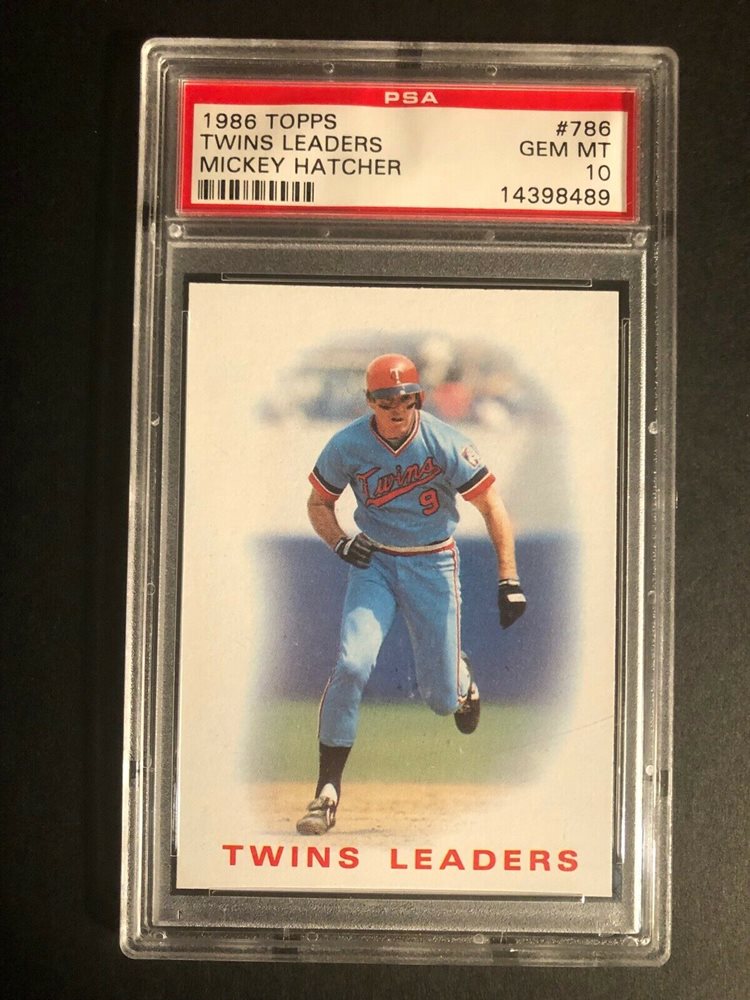 PSA
1986 TOPPS #786
TWINS LEADERS GEM MT
MICKEY HATCHER 10
14398489
T
Twins
9
TWINS LEADERS